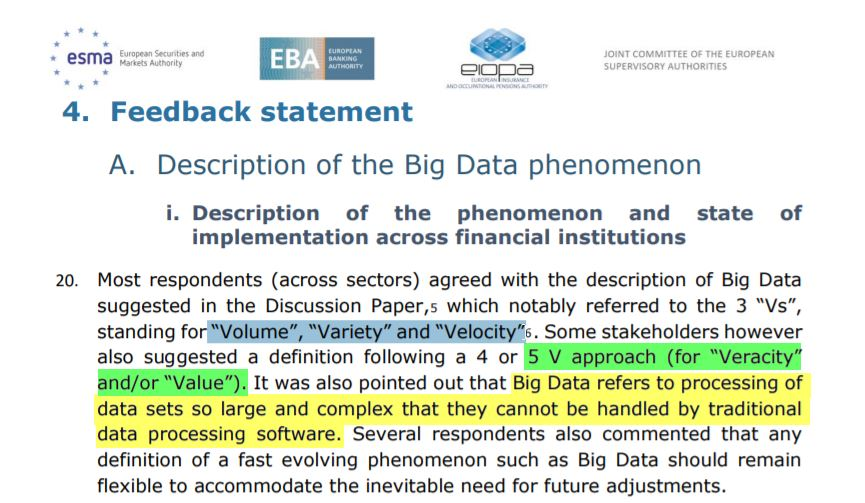 esma European Securities and
Markets Authority
EBA EUROPEAN
BANKING
AUTHORITY
eiopa
EUROPEAN INSURANCE
AND OCCUPATIONAL PENSIONS AUTHORITY
JOINT COMMITTEE OF THE EUROPEAN
SUPERVISORY AUTHORITIES
4. Feedback statement
A. Description of the Big Data phenomenon
i. Description of the phenomenon and state of
implementation across financial institutions
20. Most respondents (across sectors) agreed with the description of Big Data
suggested in the Discussion Paper,5 which notably referred to the 3 “Vs”,
standing for “Volume”, “Variety” and “Velocity”6. Some stakeholders however
also suggested a definition following a 4 or 5 V approach (for “Veracity”
and/or “Value”). It was also pointed out that Big Data refers to processing of
data sets so large and complex that they cannot be handled by traditional
data processing software. Several respondents also commented that any
definition of a fast evolving phenomenon such as Big Data should remain
flexible to accommodate the inevitable need for future adjustments.